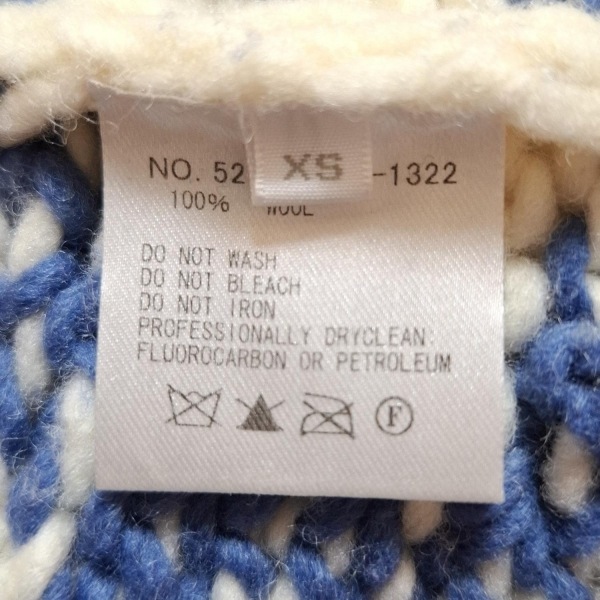 NO. 52 XS -1322
100% WOOL
DO NOT WASH
DO NOT BLEACH
DO NOT IRON
PROFESSIONALLY DRYCLEAN:
FLUOROCARBON OR PETROLEUM
F